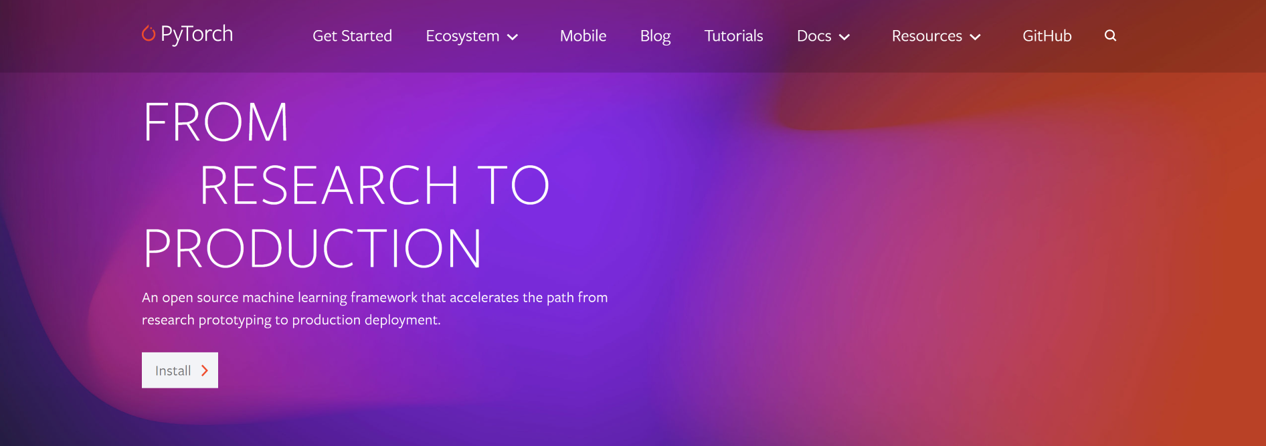 PyTorch
Get Started
Ecosystem
Mobile
Blog
Tutorials
Docs
Resources
GitHub
FROM
RESEARCH TO
PRODUCTION
An open source machine learning framework that accelerates the path from
research prototyping to production deployment.
Install